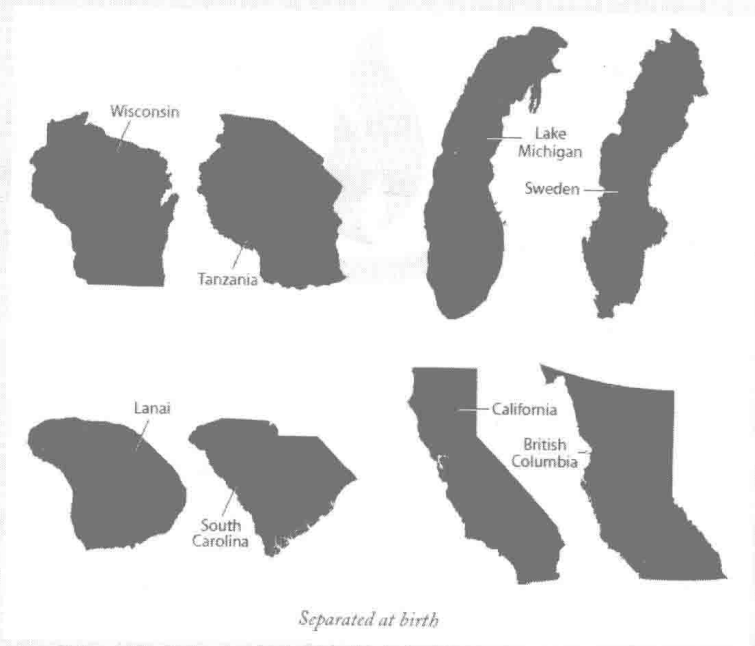 Wisconsin
Tanzania
Lake
Michigan
Sweden
Lanai
South
Carolina
California
British
Columbia
Separated at birth